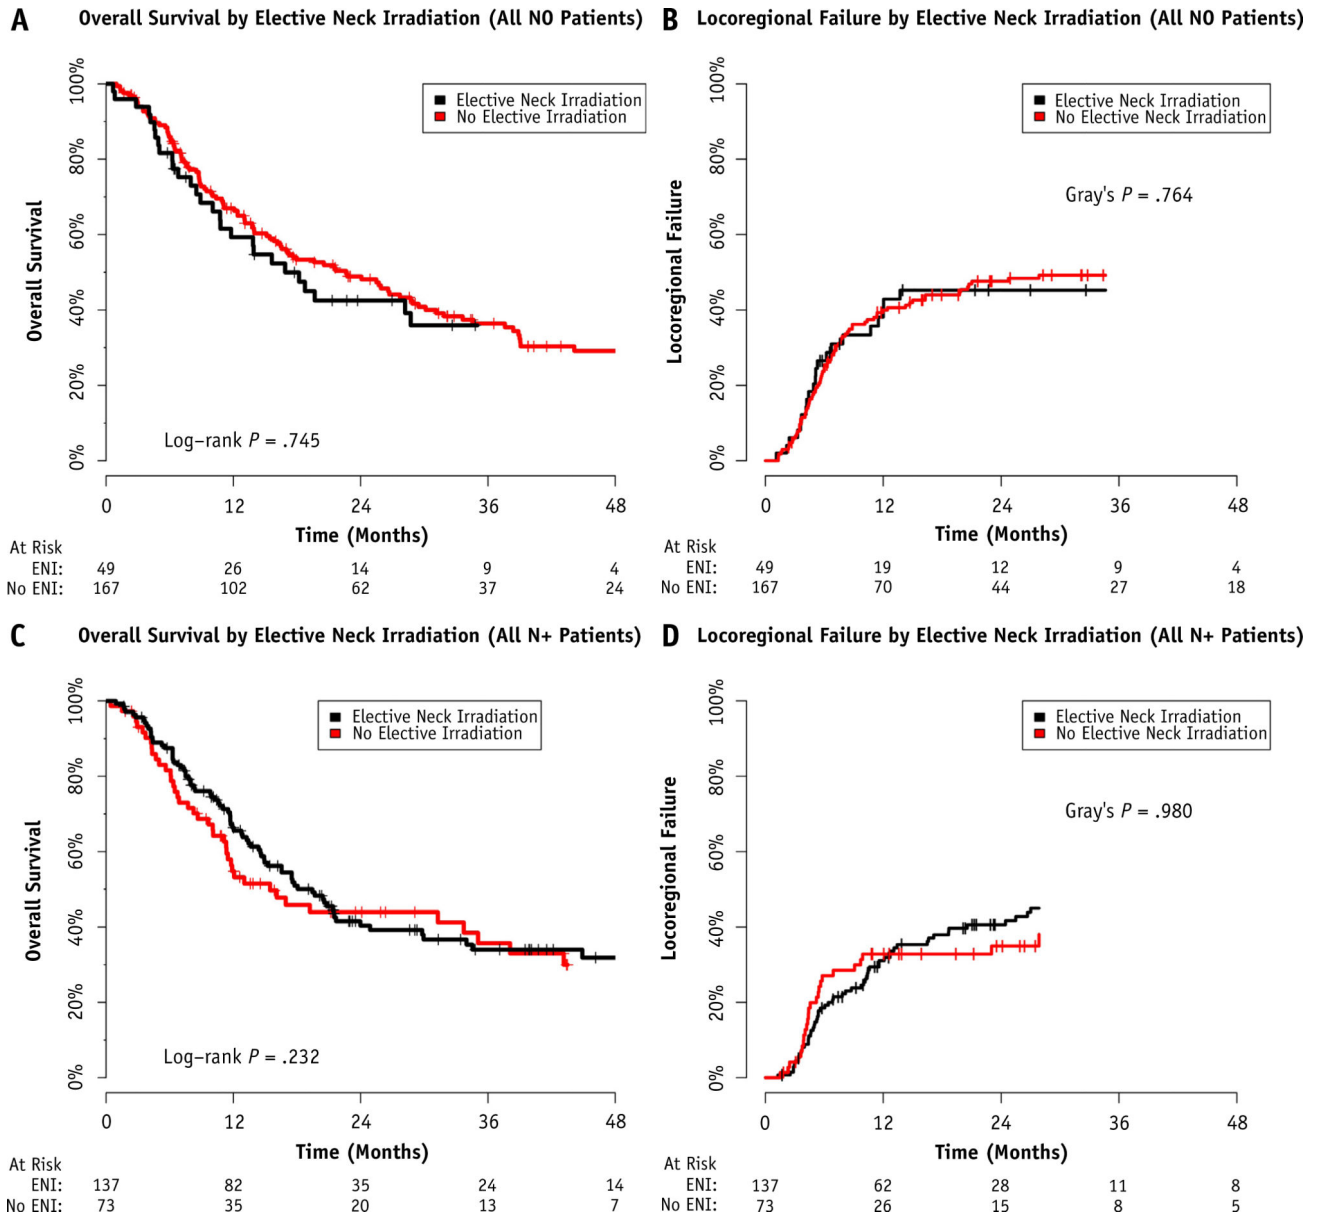 A
Overall Survival by Elective Neck Irradiation (All N0 Patients)
100%
80%
60%
40%
20%
0%
Overall Survival
Elective Neck Irradiation
No Elective Irradiation
Log-rank P = .745
0 12 24 36 48
Time (Months)
At Risk
ENI: 49 26 14 9 4
No ENI: 167 102 62 37 24
B
Locoregional Failure by Elective Neck Irradiation (All N0 Patients)
100%
80%
60%
40%
20%
0%
Locoregional Failure
Elective Neck Irradiation
No Elective Neck Irradiation
Gray's P = .764
0 12 24 36 48
Time (Months)
At Risk
ENI: 49 19 12 9 4
No ENI: 167 70 44 27 18
C
Overall Survival by Elective Neck Irradiation (All N+ Patients)
100%
80%
60%
40%
20%
0%
Overall Survival
Elective Neck Irradiation
No Elective Irradiation
Log-rank P = .232
0 12 24 36 48
Time (Months)
At Risk
ENI: 137 82 35 24 14
No ENI: 73 35 20 13 7
D
Locoregional Failure by Elective Neck Irradiation (All N+ Patients)
100%
80%
60%
40%
20%
0%
Locoregional Failure
Elective Neck Irradiation
No Elective Neck Irradiation
Gray's P = .980
0 12 24 36 48
Time (Months)
At Risk
ENI: 137 62 28 11 8
No ENI: 73 26 15 8 5